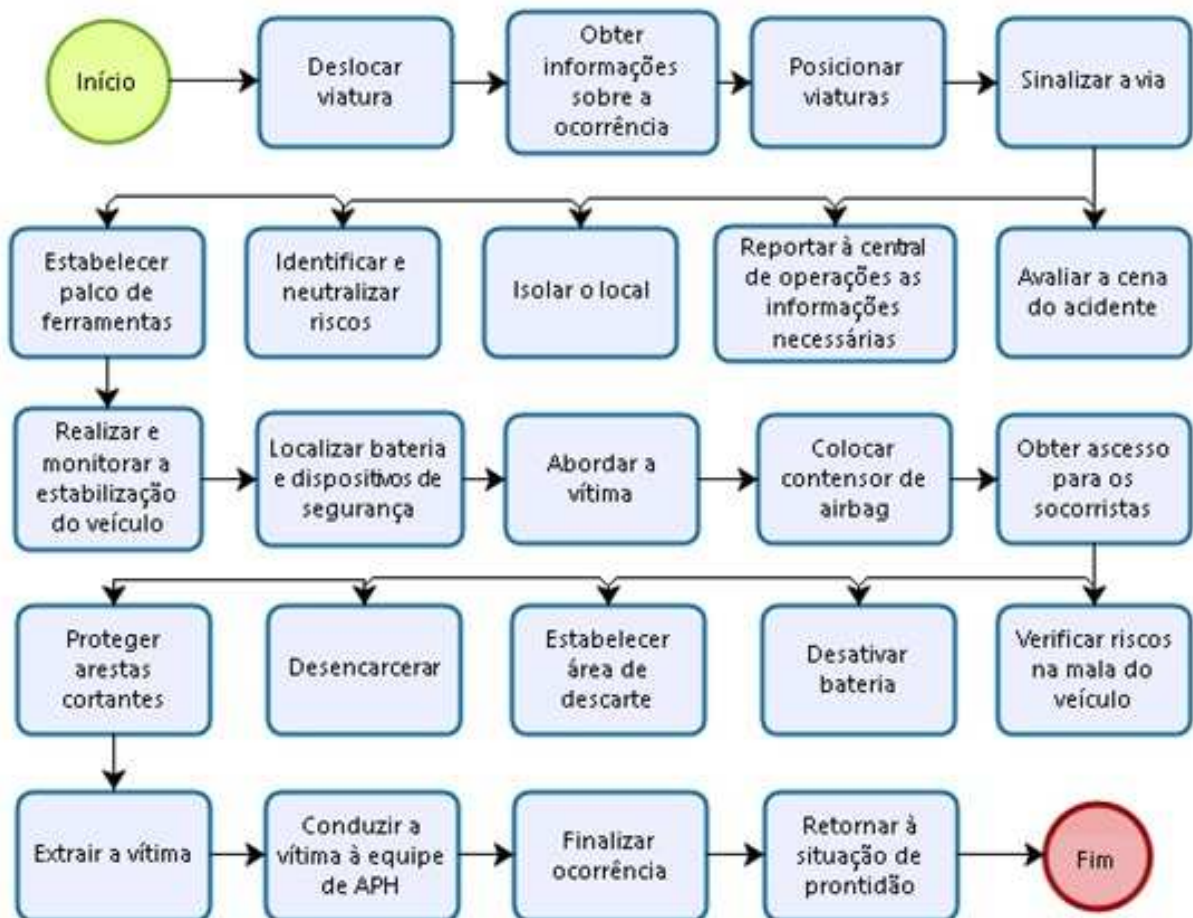 Início
Deslocar
viatura
Obter
informações
sobre a
ocorrência
Posicionar
viaturas
Sinalizar a via
Estabelecer
palco de
ferramentas
Identificar e
neutralizar
riscos
Isolar o local
Reportar à central
de operações as
informações
necessárias
Avaliar a cena
do acidente
Realizar e
monitorar a
estabilização
do veículo
Localizar bateria
e dispositivos de
segurança
Abordar a
vítima
Colocar
contensor de
airbag
Obter ascesso
para os
socorristas
Proteger
arestas
cortantes
Desencarcerar
Estabelecer
área de
descarte
Desativar
bateria
Verificar riscos
na mala do
veículo
Extrair a vítima
Conduzir a
vítima à equipe
de APH
Finalizar
ocorrência
Retornar à
situação de
prontidão
Fim